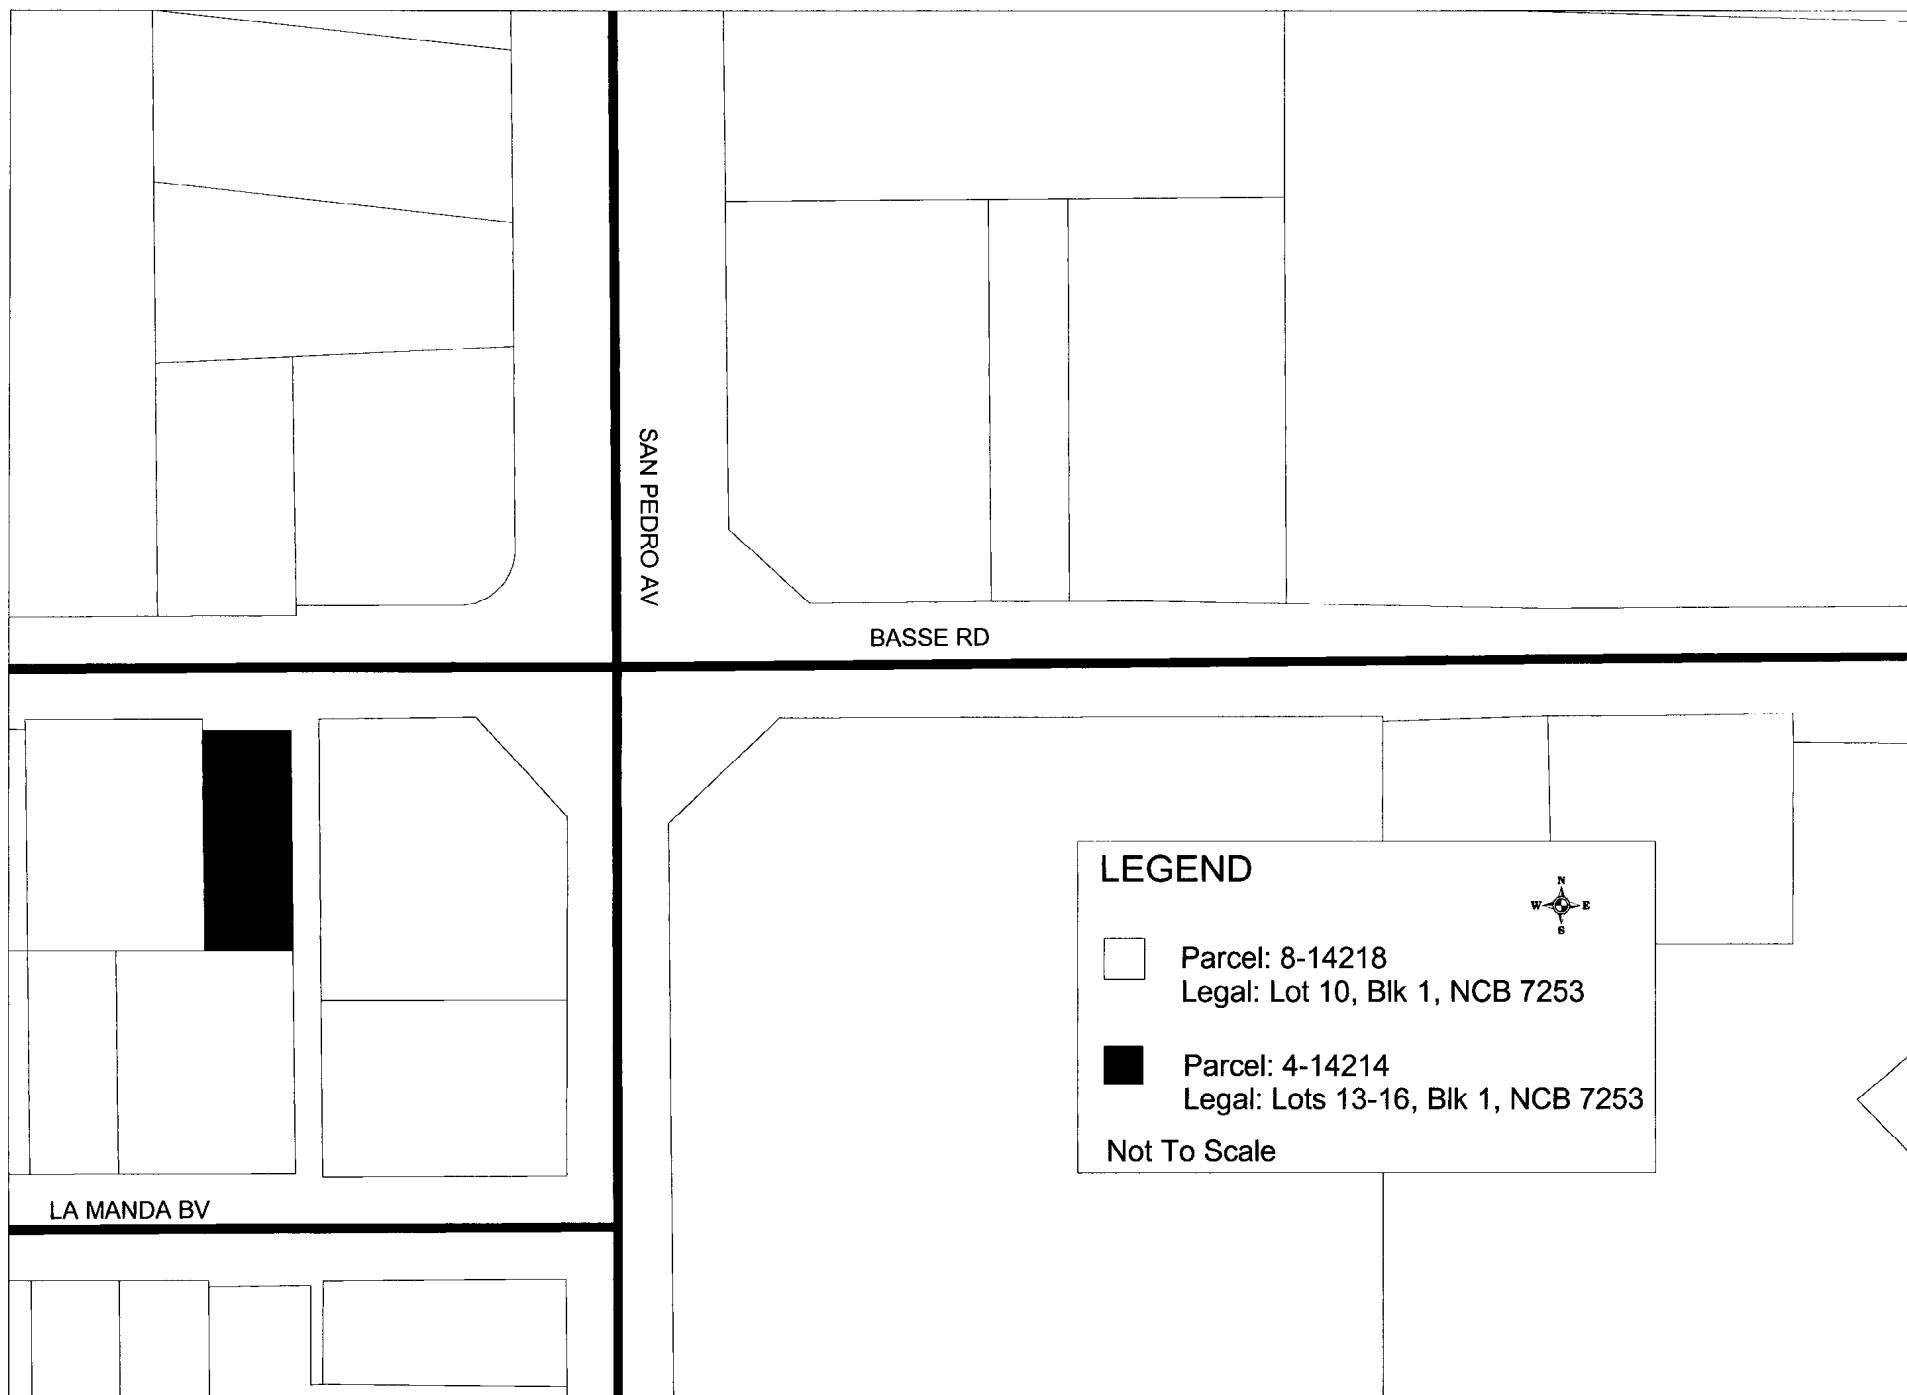 SAN PEDRO AV
BASSE RD
LEGEND
N
W E
S
Parcel: 8-14218
Legal: Lot 10, Blk 1, NCB 7253
Parcel: 4-14214
Legal: Lots 13-16, Blk 1, NCB 7253
Not To Scale
LA MANDA BV